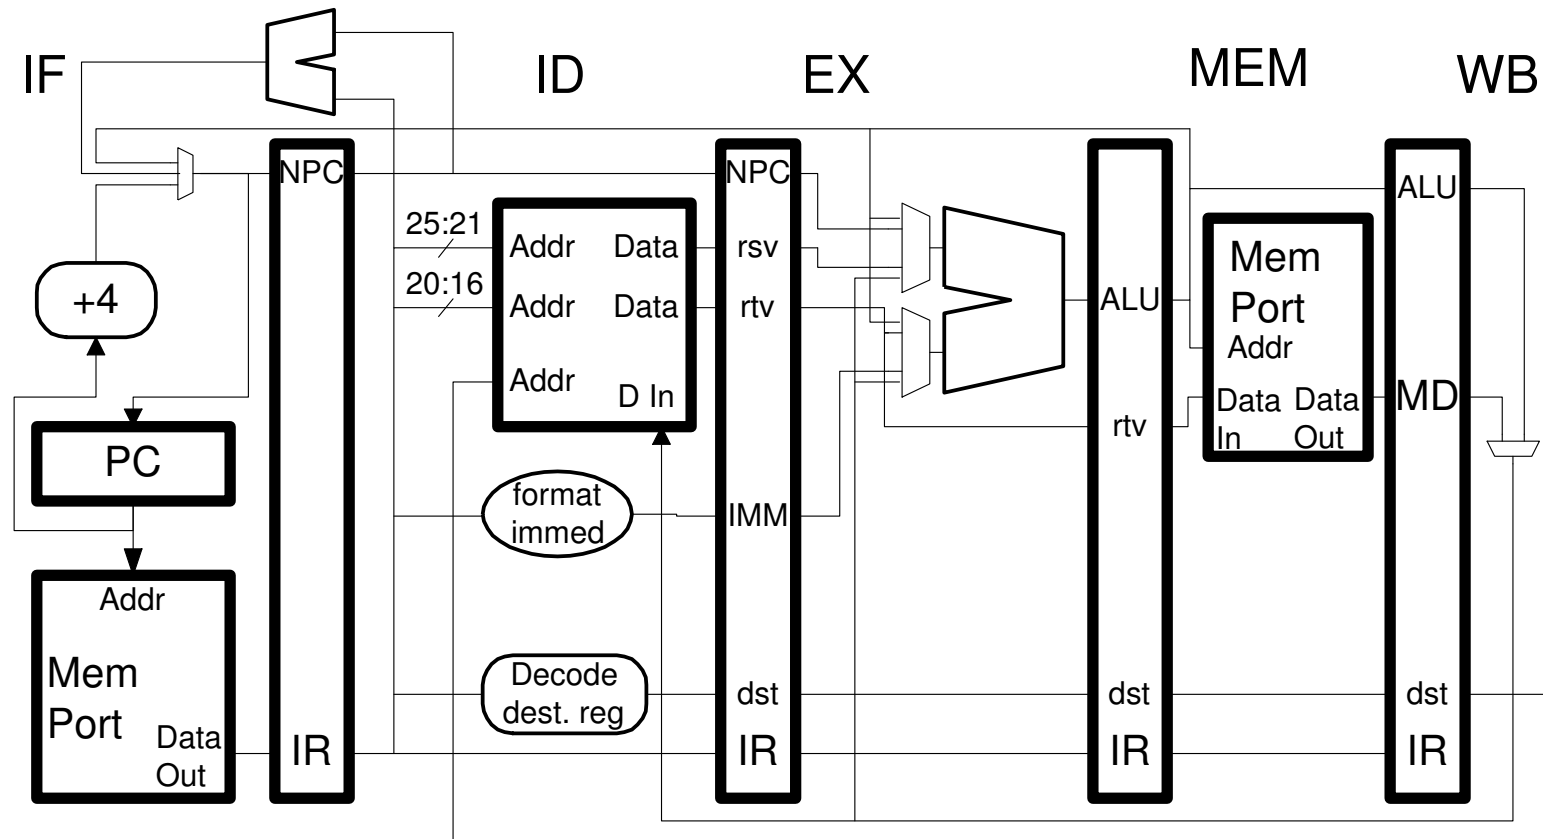 IF
ID
EX
MEM
WB
+4
PC
Addr
Mem
Port
Data
Out
NPC
IR
25:21
20:16
Addr
Data
Addr
Data
Addr
D In
format
immed
Decode
dest. reg
NPC
rsv
rtv
IMM
dst
IR
ALU
rtv
dst
IR
Mem
Port
Addr
Data
In
Data
Out
ALU
MD
dst
IR